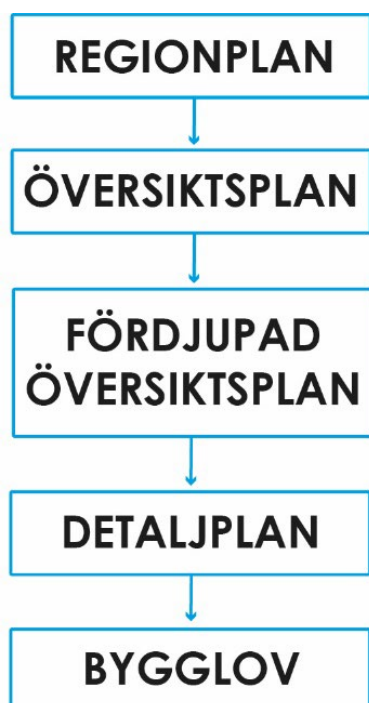 REGIONPLAN
ÖVERSIKTSPLAN
FÖRDJUPAD
ÖVERSIKTSPLAN
DETALJPLAN
BYGGLOV